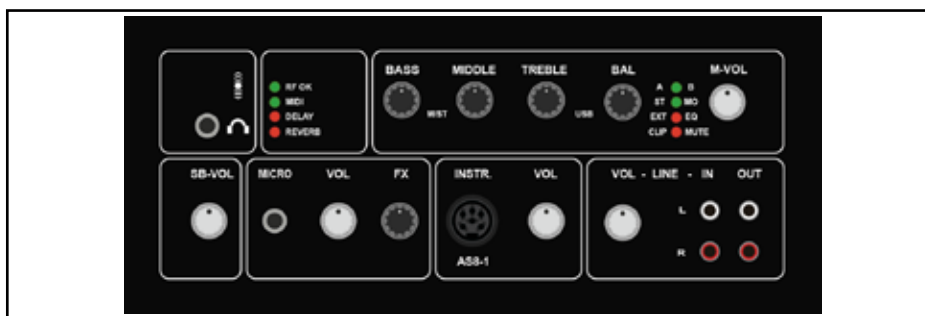 RF OK
MIDI
DELAY
REVERB
BASS MIDDLE TREBLE BAL M-VOL
MIST USB
A B
ST MO
EXT EQ
CLIP MUTE
SB-VOL
MICRO VOL FX
INSTR. VOL
AS8-1
VOL - LINE - IN OUT
L
R